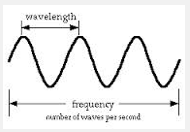 wavelength
frequency
number of waves per second